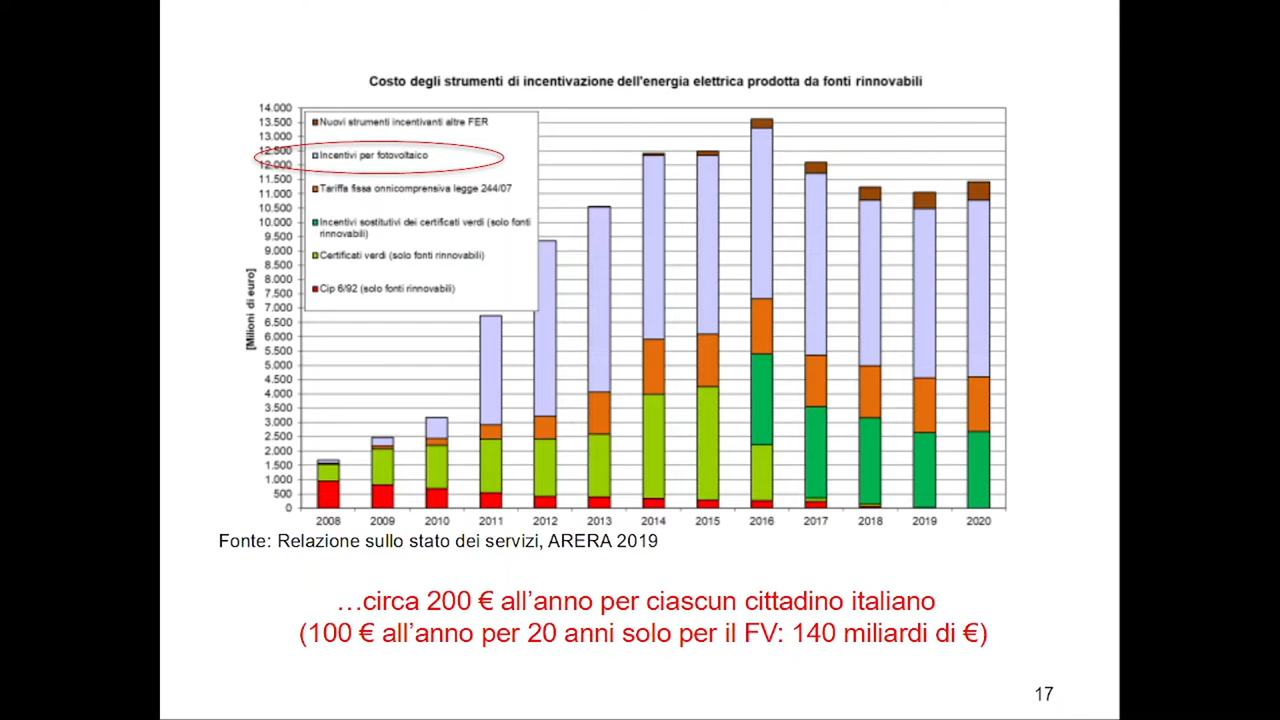 Costo degli strumenti di incentivazione dell'energia elettrica prodotta da fonti rinnovabili
[Milioni di euro]
14.000
13.500
13.000
12.500
12.000
11.500
11.000
10.500
10.000
9.500
9.000
8.500
8.000
7.500
7.000
6.500
6.000
5.500
5.000
4.500
4.000
3.500
3.000
2.500
2.000
1.500
1.000
500
0
Nuovi strumenti incentivanti altre FER
Incentivi per fotovoltaico
Tariffa fissa onnicomprensiva legge 244/07
Incentivi sostitutivi dei certificati verdi (solo fonti
rinnovabili)
Certificati verdi (solo fonti rinnovabili)
Cip 6/92 (solo fonti rinnovabili)
2008 2009 2010 2011 2012 2013 2014 2015 2016 2017 2018 2019 2020
Fonte: Relazione sullo stato dei servizi, ARERA 2019
…circa 200 € all'anno per ciascun cittadino italiano
(100 € all'anno per 20 anni solo per il FV: 140 miliardi di €)
17